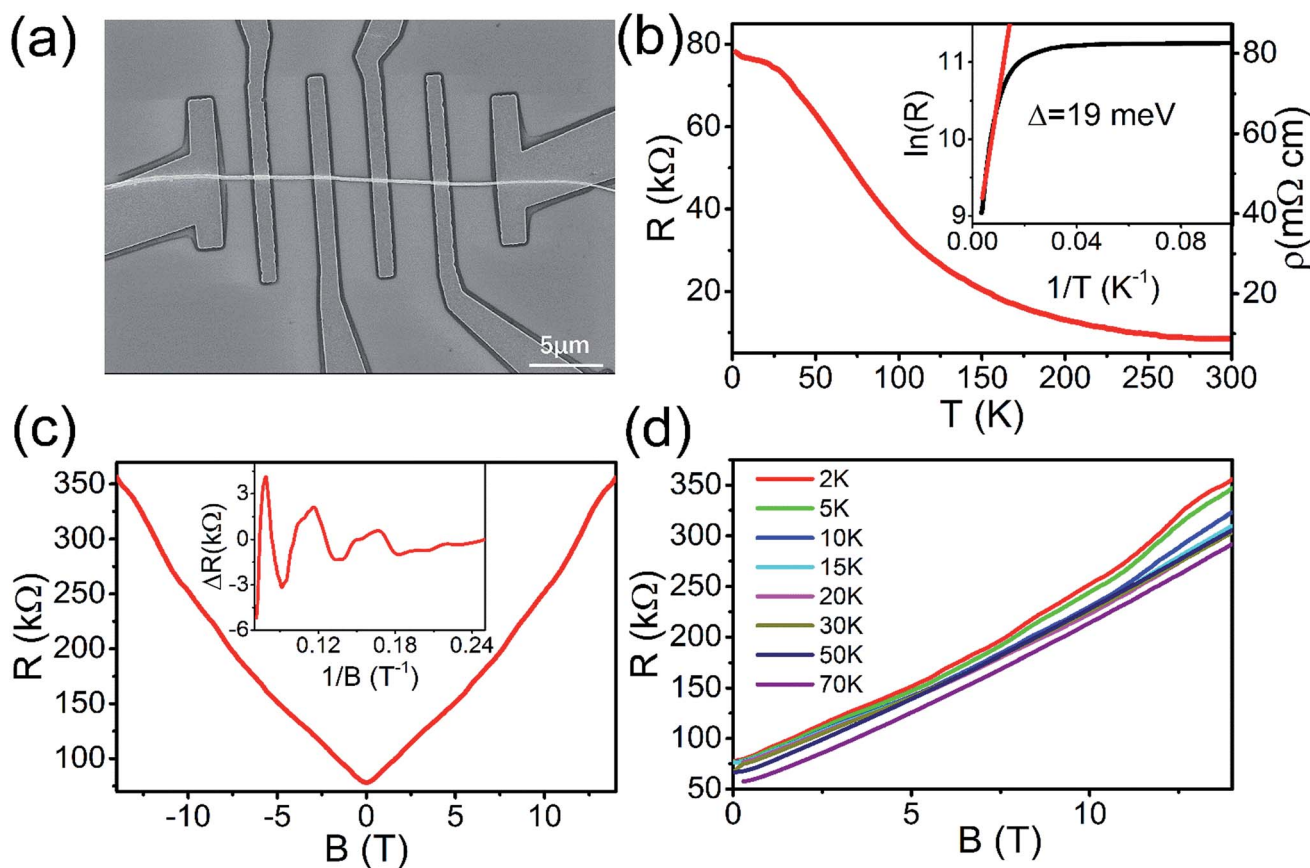 (a)
5μm
(b)
80
60
40
20
0
50
100
150
200
250
300
R (kΩ)
T (K)
80
60
40
20
ρ(mΩ cm)
11
10
9
ln(R)
Δ=19 meV
0.00
0.04
0.08
1/T (K⁻¹)
(c)
350
300
250
200
150
100
R (kΩ)
-10
-5
0
5
10
B (T)
3
0
-3
-6
ΔR(kΩ)
0.12
0.18
0.24
1/B (T⁻¹)
(d)
350
300
250
200
150
100
50
R (kΩ)
2K
5K
10K
15K
20K
30K
50K
70K
0
5
10
B (T)